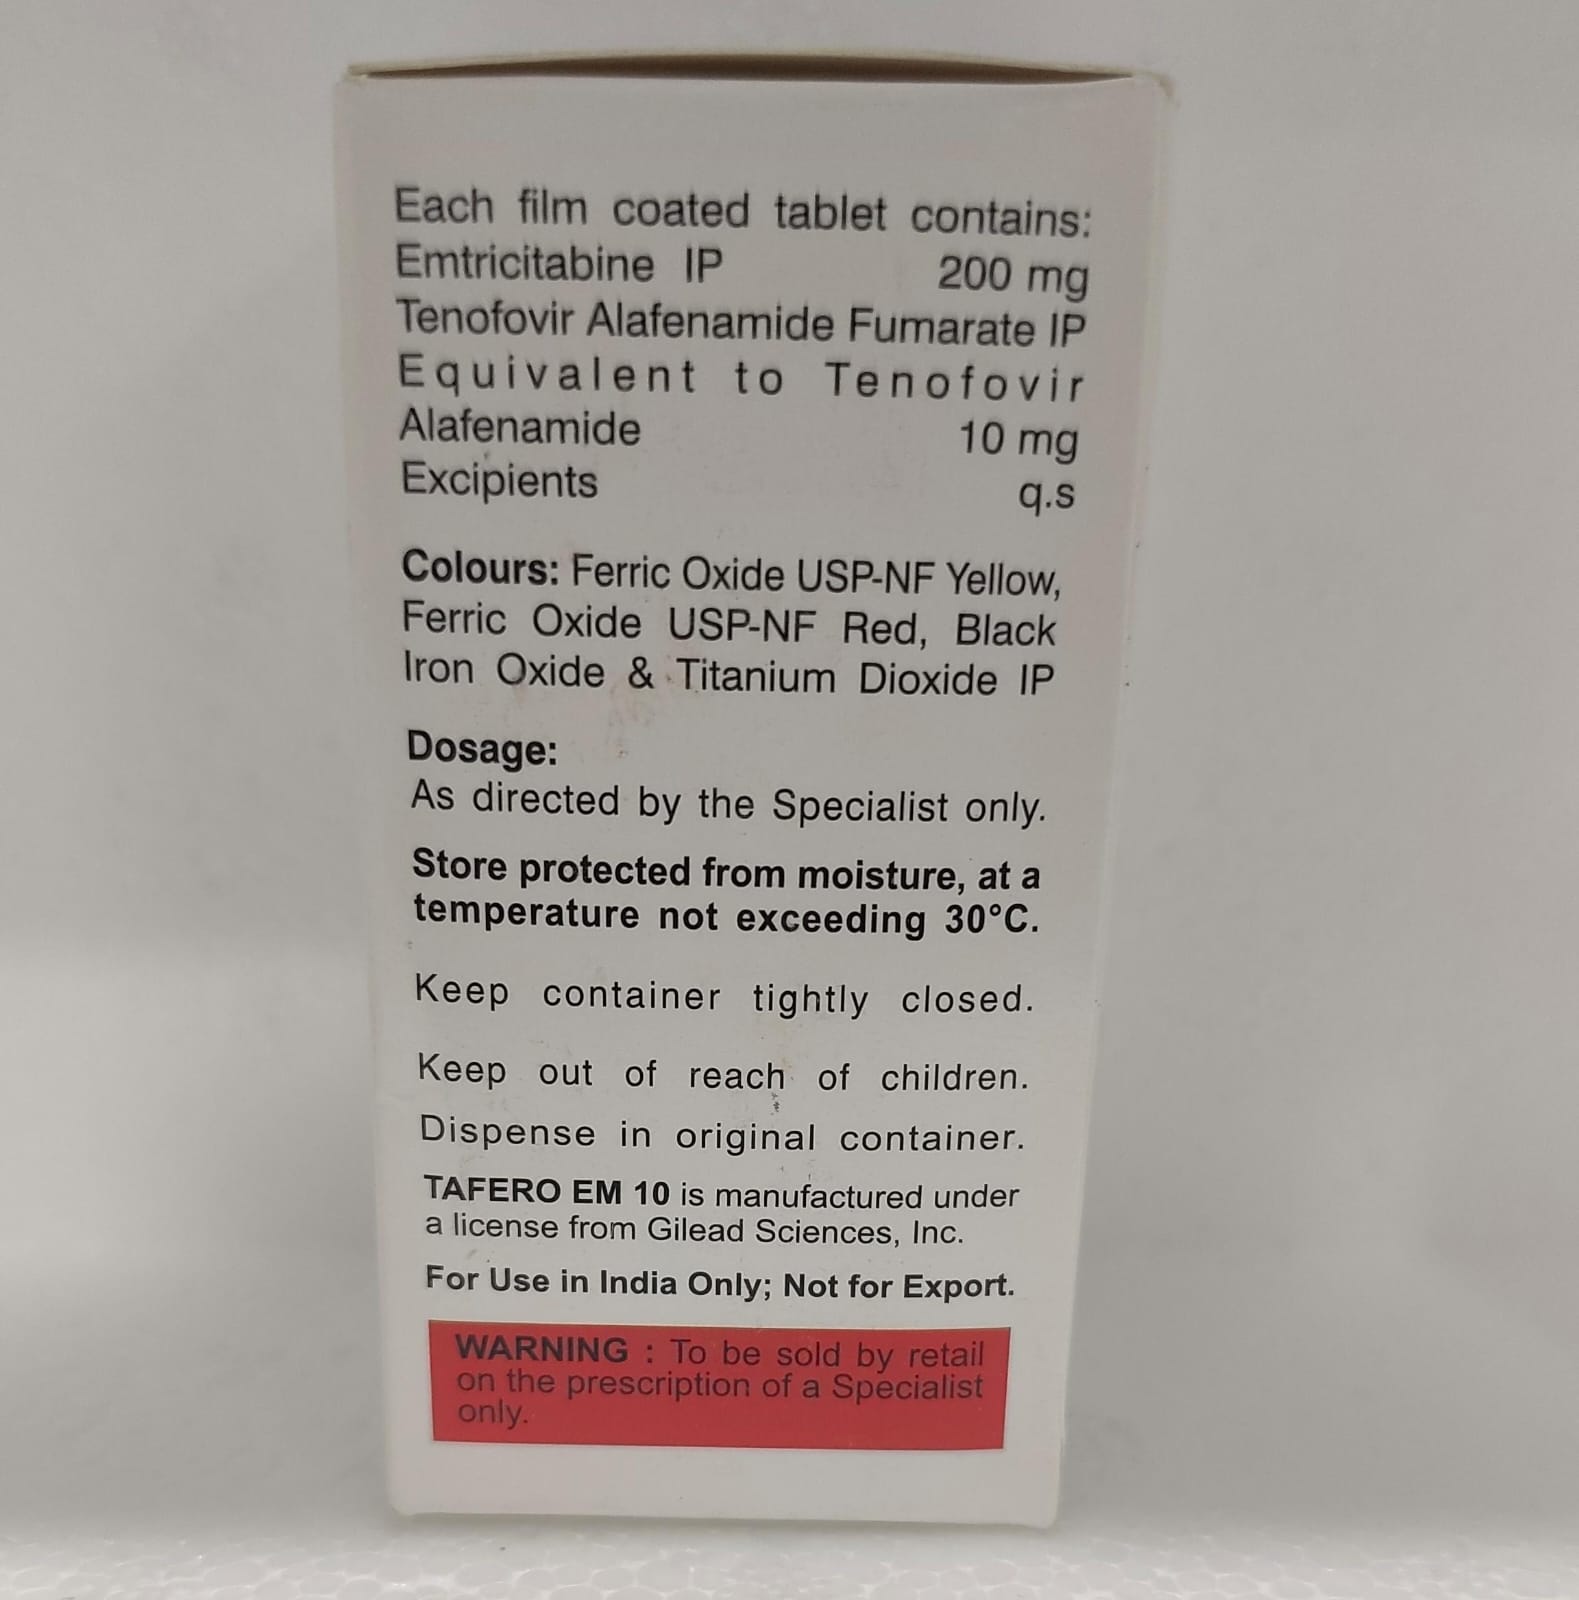 Each film coated tablet contains:
Emtricitabine IP 200 mg
Tenofovir Alafenamide Fumarate IP
Equivalent to Tenofovir
Alafenamide 10 mg
Excipients q.s
Colours: Ferric Oxide USP-NF Yellow,
Ferric Oxide USP-NF Red, Black
Iron Oxide & Titanium Dioxide IP
Dosage:
As directed by the Specialist only.
Store protected from moisture, at a
temperature not exceeding 30°C.
Keep container tightly closed.
Keep out of reach of children.
Dispense in original container.
TAFERO EM 10 is manufactured under
a license from Gilead Sciences, Inc.
For Use in India Only; Not for Export.
WARNING : To be sold by retail
on the prescription of a Specialist
only.